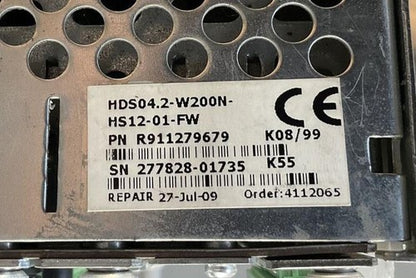 HDS04.2-W200N-
HS12-01-FW
CE
PN R911279679 K08/99
SN 277828-01735 K55
REPAIR 27-Jul-09 Order:4112065